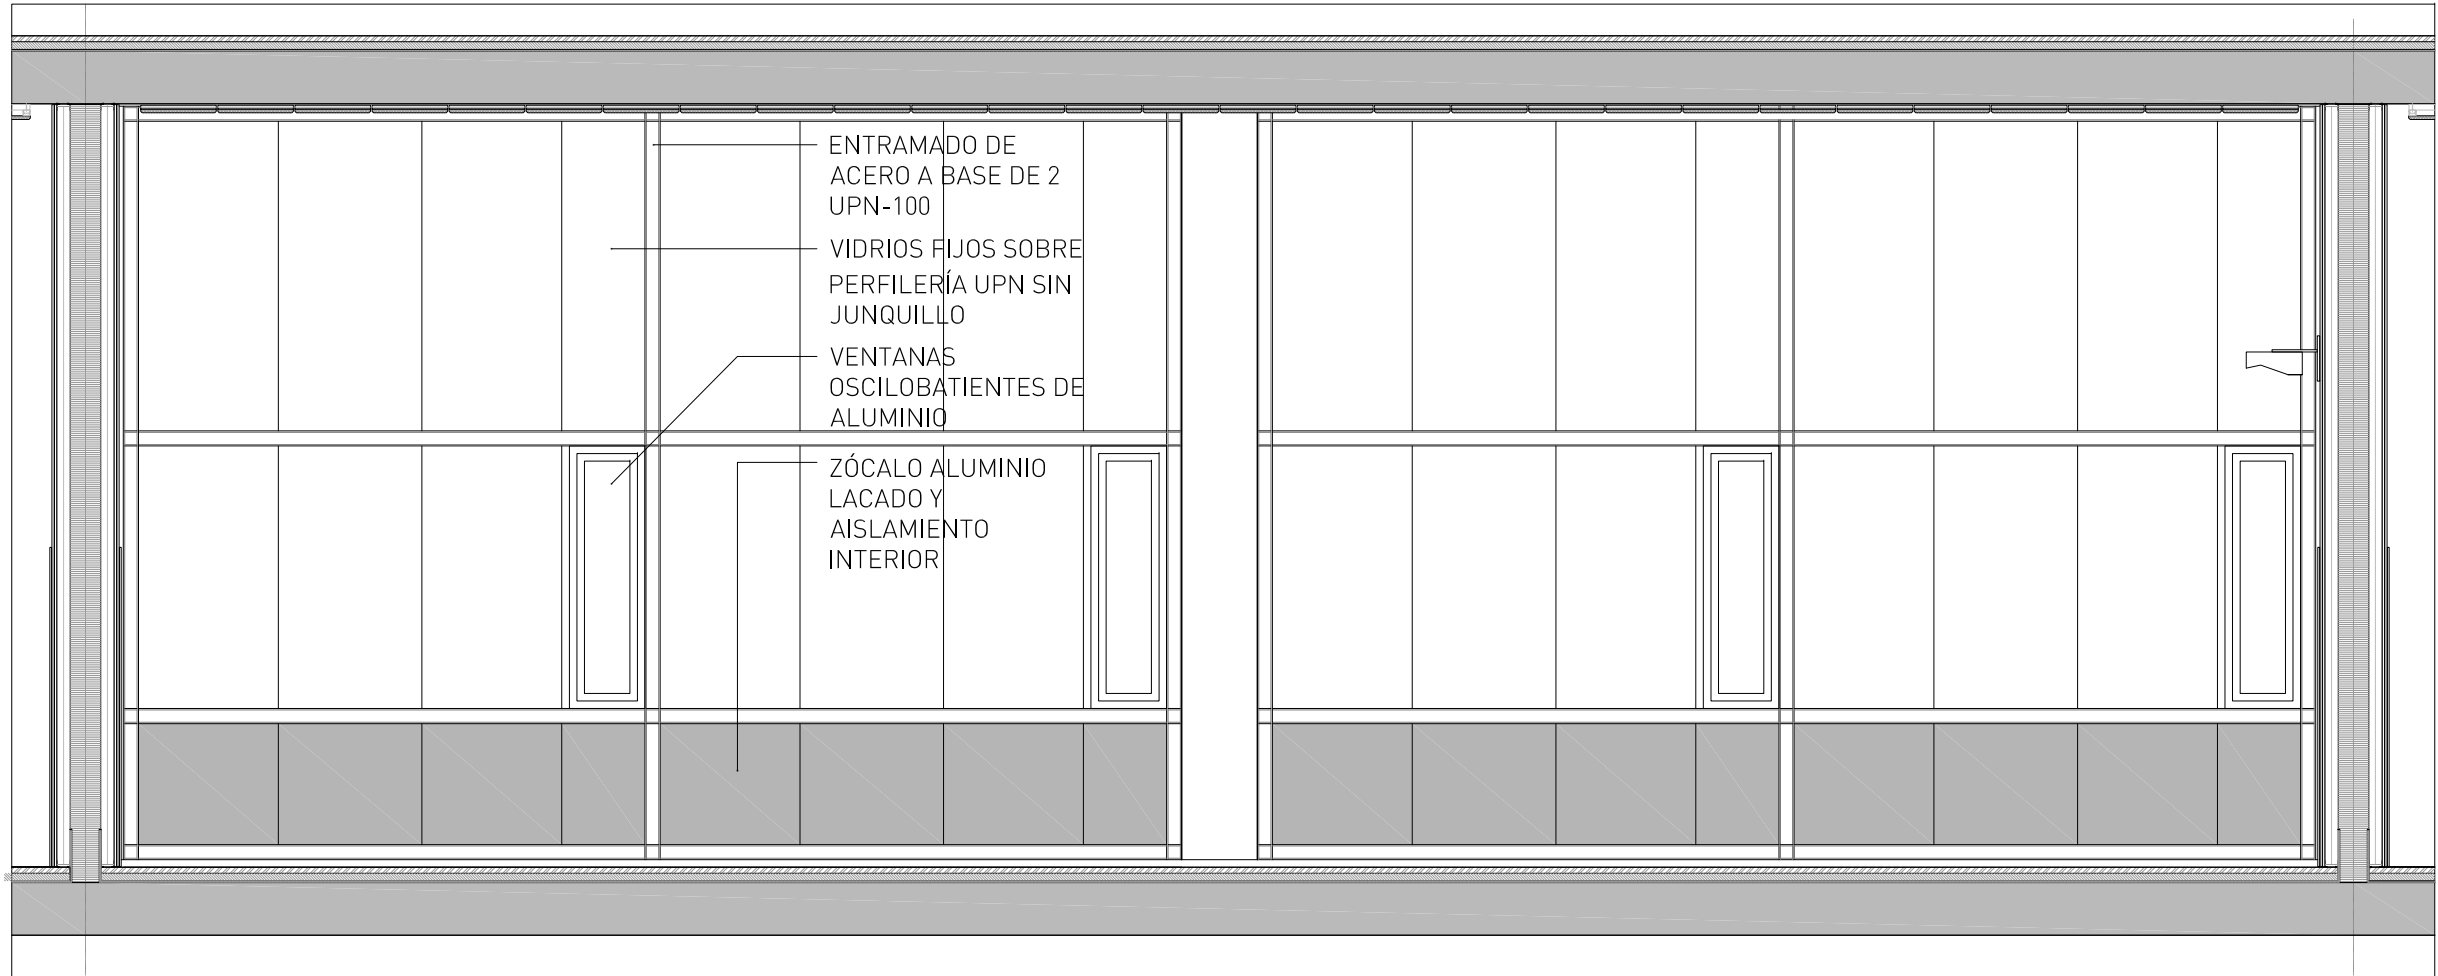 ENTRAMADO DE
ACERO A BASE DE 2
UPN-100
VIDRIOS FIJOS SOBRE
PERFILERÍA UPN SIN
JUNQUILLO
VENTANAS
OSCILOBATIENTES DE
ALUMINIO
ZÓCALO ALUMINIO
LACADO Y
AISLAMIENTO
INTERIOR